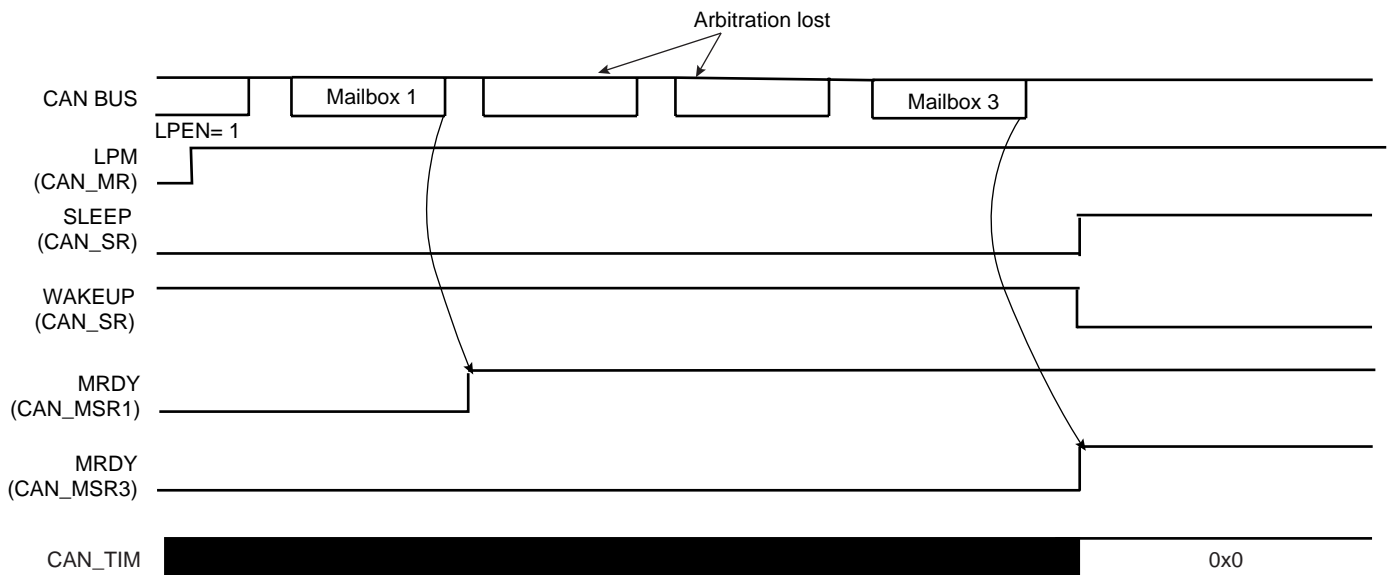 Arbitration lost
CAN BUS
Mailbox 1
Mailbox 3
LPEN= 1
LPM
(CAN_MR)
SLEEP
(CAN_SR)
WAKEUP
(CAN_SR)
MRDY
(CAN_MSR1)
MRDY
(CAN_MSR3)
CAN_TIM
0x0